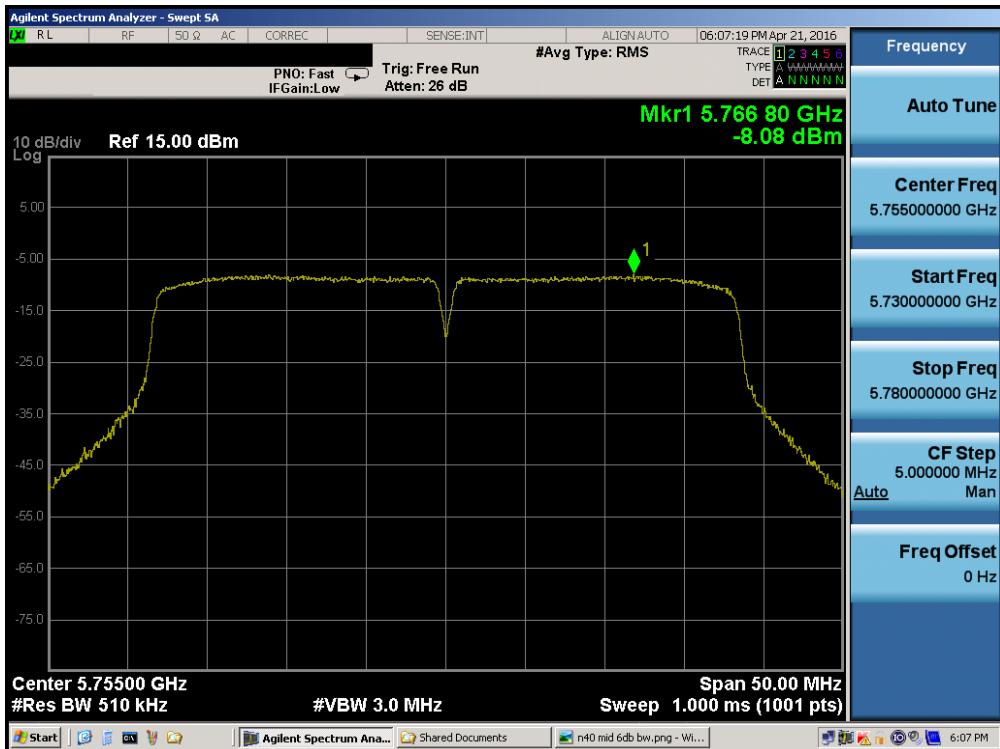 Agilent Spectrum Analyzer - Swept SA
LXI RL RF 50 Ω AC CORREC SENSE:INT ALIGN AUTO 06:07:19 PM Apr 21, 2016
#Avg Type: RMS
TRACE 1 2 3 4 5 6
PNO: Fast Trig: Free Run
TYPE A WWWWWW
IFGain:Low Atten: 26 dB
DET A N N N N N
Mkr1 5.766 80 GHz
-8.08 dBm
10 dB/div Ref 15.00 dBm
Log
5.00
1
-5.00
-15.0
-25.0
-35.0
-45.0
-55.0
-65.0
-75.0
Center 5.75500 GHz Span 50.00 MHz
#Res BW 510 kHz #VBW 3.0 MHz Sweep 1.000 ms (1001 pts)
Frequency
Auto Tune
Center Freq
5.755000000 GHz
Start Freq
5.730000000 GHz
Stop Freq
5.780000000 GHz
CF Step
5.000000 MHz
Auto Man
Freq Offset
0 Hz
Start Agilent Spectrum Ana... Shared Documents n40 mid 6db bw.png - Wi... 6:07 PM